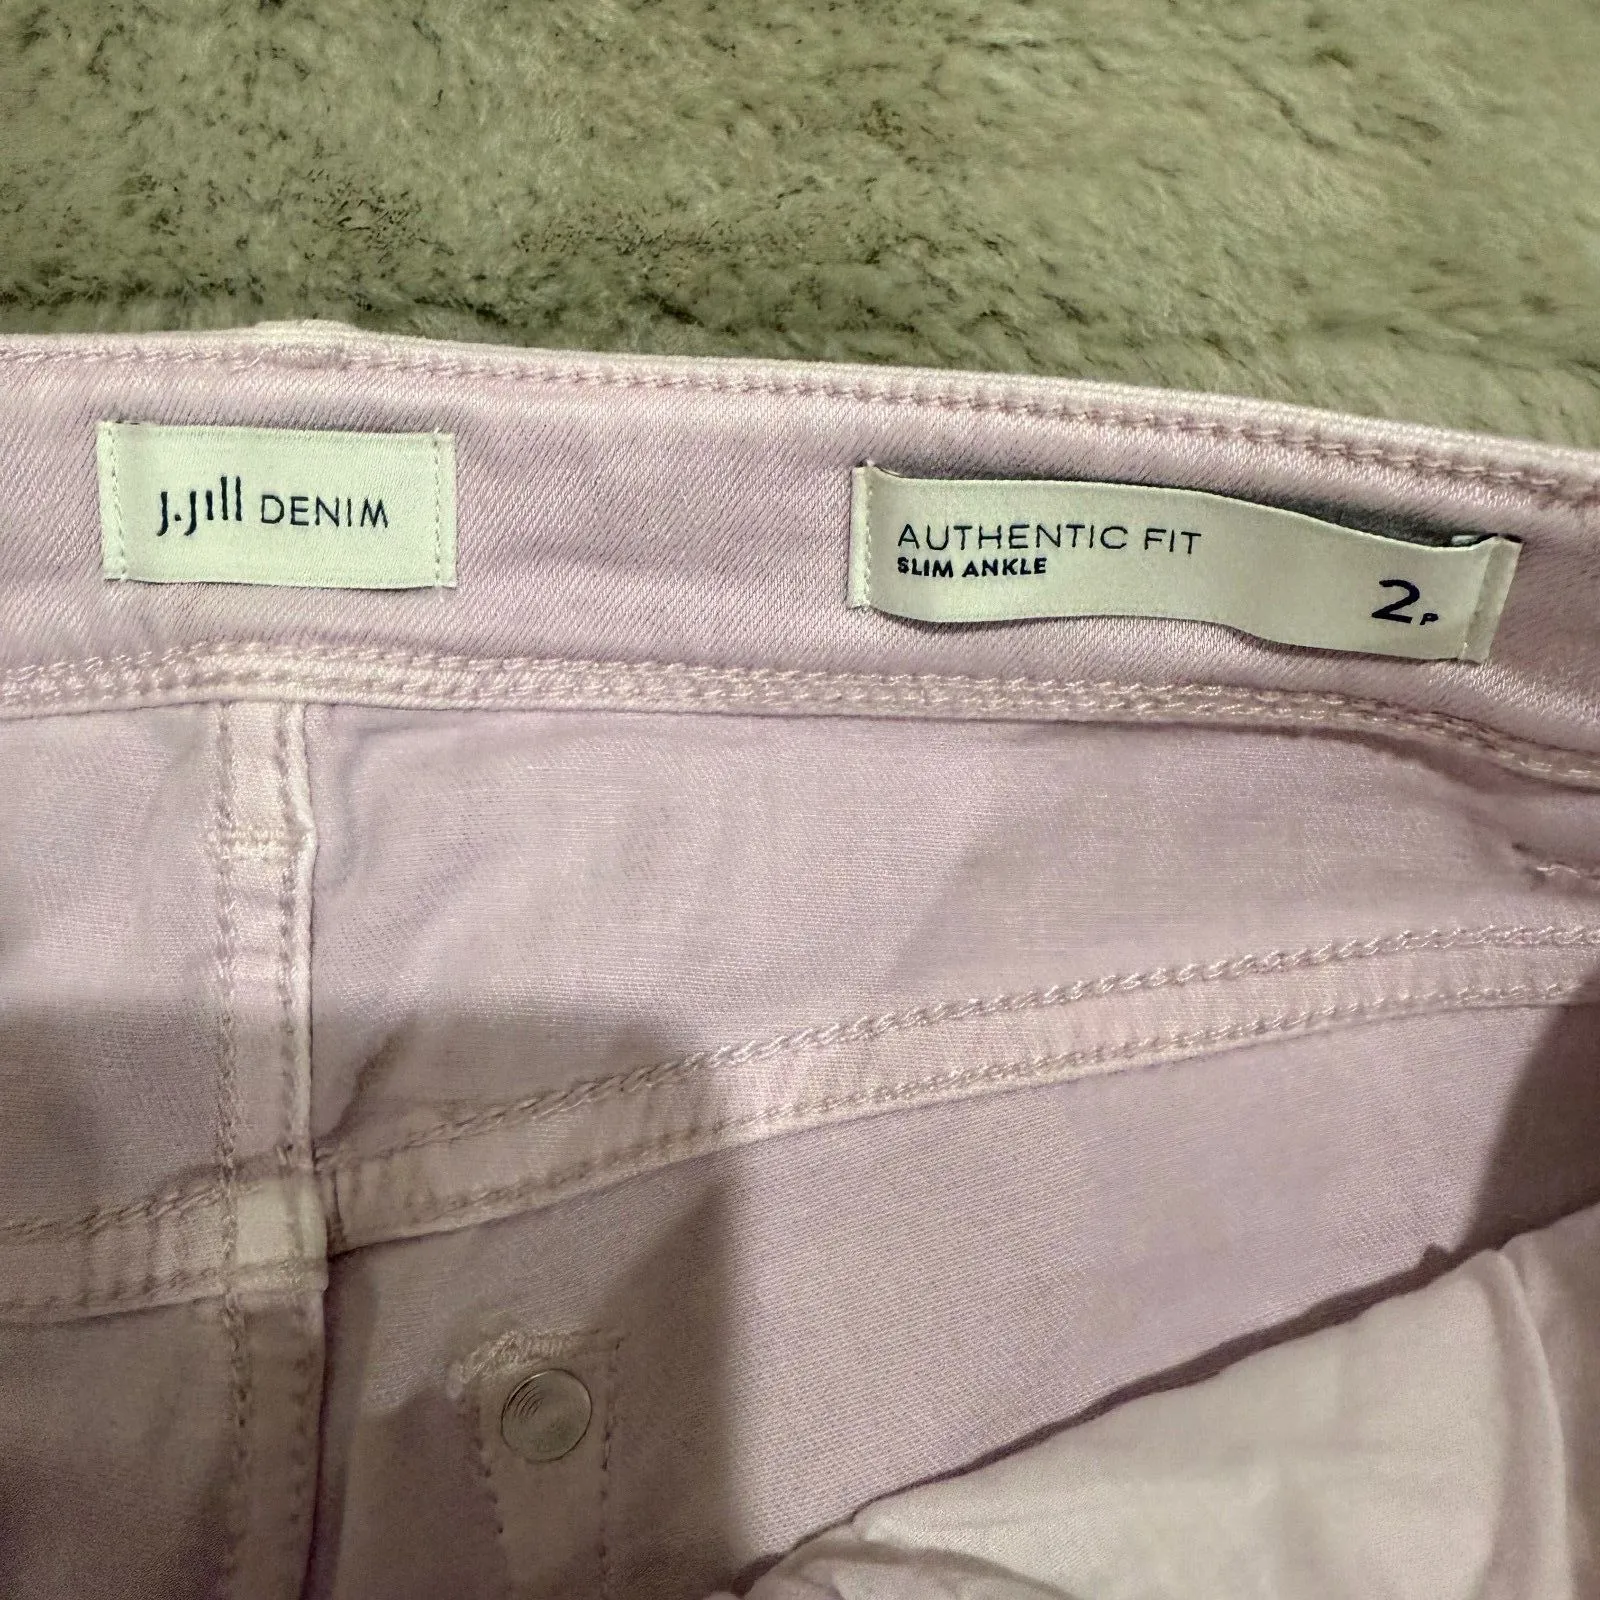 J.Jill DENIM
AUTHENTIC FIT
SLIM ANKLE
2P